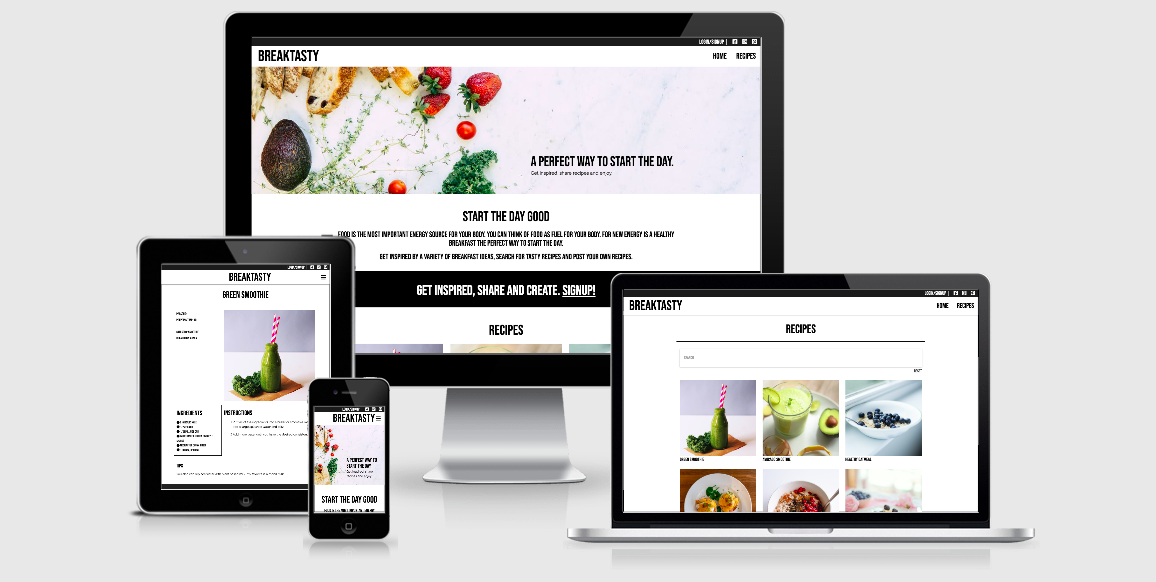 LOGIN/SIGNUP |
BREAKTASTY
HOME RECIPES
A PERFECT WAY TO START THE DAY.
Get inspired, share recipes and enjoy.
START THE DAY GOOD
FOOD IS THE MOST IMPORTANT ENERGY SOURCE FOR YOUR BODY. YOU CAN THINK OF FOOD AS FUEL FOR YOUR BODY. FOR NEW ENERGY IS A HEALTHY
BREAKFAST THE PERFECT WAY TO START THE DAY.
GET INSPIRED BY A VARIETY OF BREAKFAST IDEAS, SEARCH FOR TASTY RECIPES AND POST YOUR OWN RECIPES.
GET INSPIRED, SHARE AND CREATE. SIGNUP!
RECIPES
BREAKTASTY
GREEN SMOOTHIE
INGREDIENTS
INSTRUCTIONS
TIPS
BREAKTASTY
A PERFECT WAY TO
START THE DAY
START THE DAY GOOD
LOGIN/SIGNUP |
BREAKTASTY
HOME RECIPES
RECIPES
SEARCH
GREEN SMOOTHIE
AVOCADO SMOOTHIE